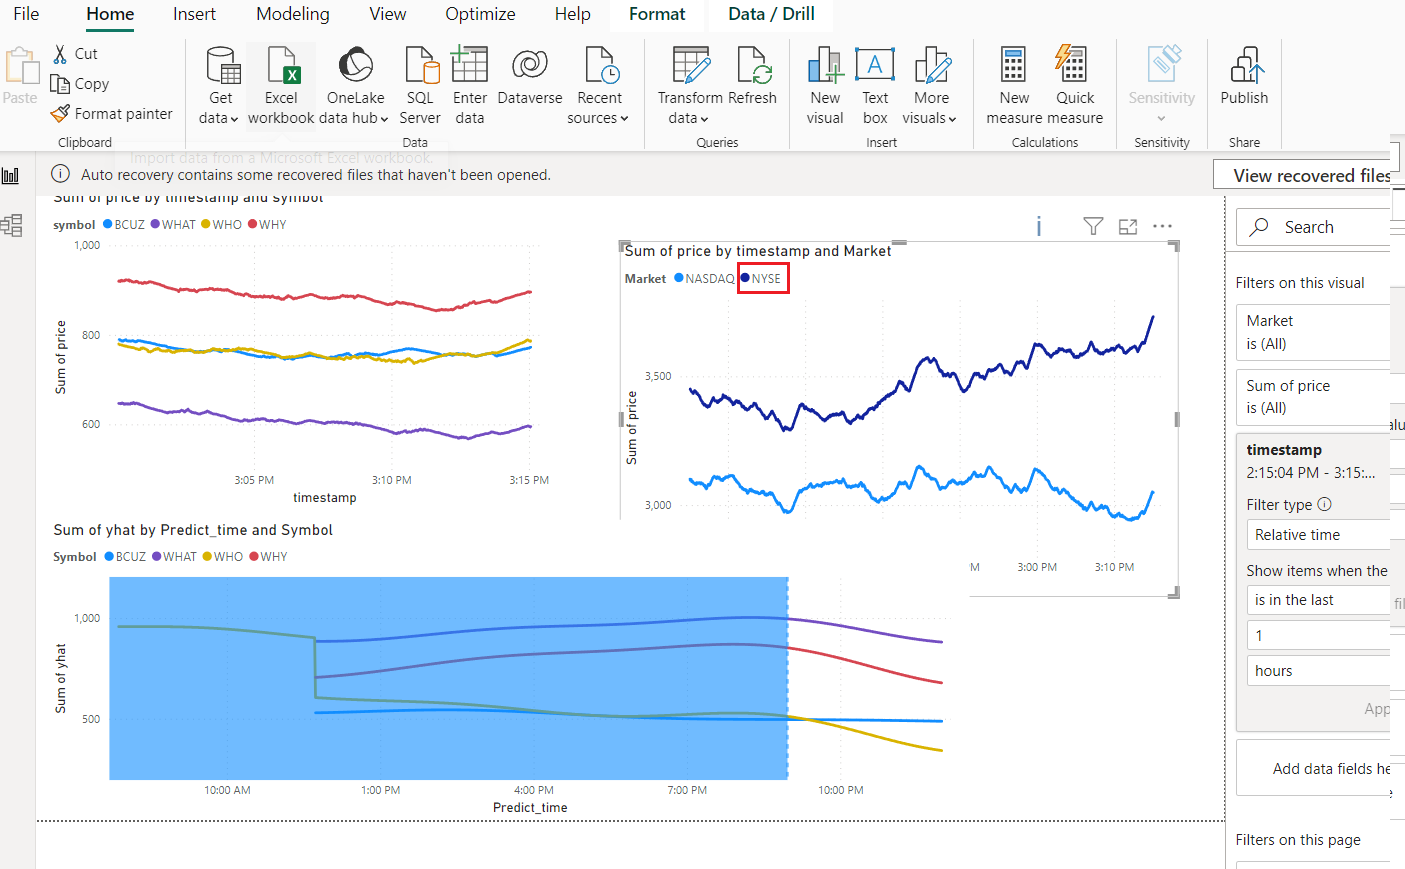 File Home Insert Modeling View Optimize Help Format Data / Drill
Paste
Cut
Copy
Format painter
Clipboard
Get data
Excel workbook
OneLake data hub
SQL Server
Enter data
Dataverse
Recent sources
Data
Transform data
Refresh
Queries
New visual
Text box
More visuals
Insert
New measure
Quick measure
Calculations
Sensitivity
Sensitivity
Publish
Share
Import data from a Microsoft Excel workbook.
Auto recovery contains some recovered files that haven't been opened.
View recovered files
Sum of price by timestamp and symbol
symbol BCUZ WHAT WHO WHY
1,000
800
600
Sum of price
3:05 PM 3:10 PM 3:15 PM
timestamp
Sum of price by timestamp and Market
Market NASDAQ NYSE
3,500
3,000
Sum of price
M 3:00 PM 3:10 PM
Sum of yhat by Predict_time and Symbol
Symbol BCUZ WHAT WHO WHY
1,000
500
Sum of yhat
10:00 AM 1:00 PM 4:00 PM 7:00 PM 10:00 PM
Predict_time
Search
Filters on this visual
Market
is (All)
Sum of price
is (All)
timestamp
2:15:04 PM - 3:15:...
Filter type
Relative time
Show items when the
is in the last
1
hours
App
Add data fields he
Filters on this page